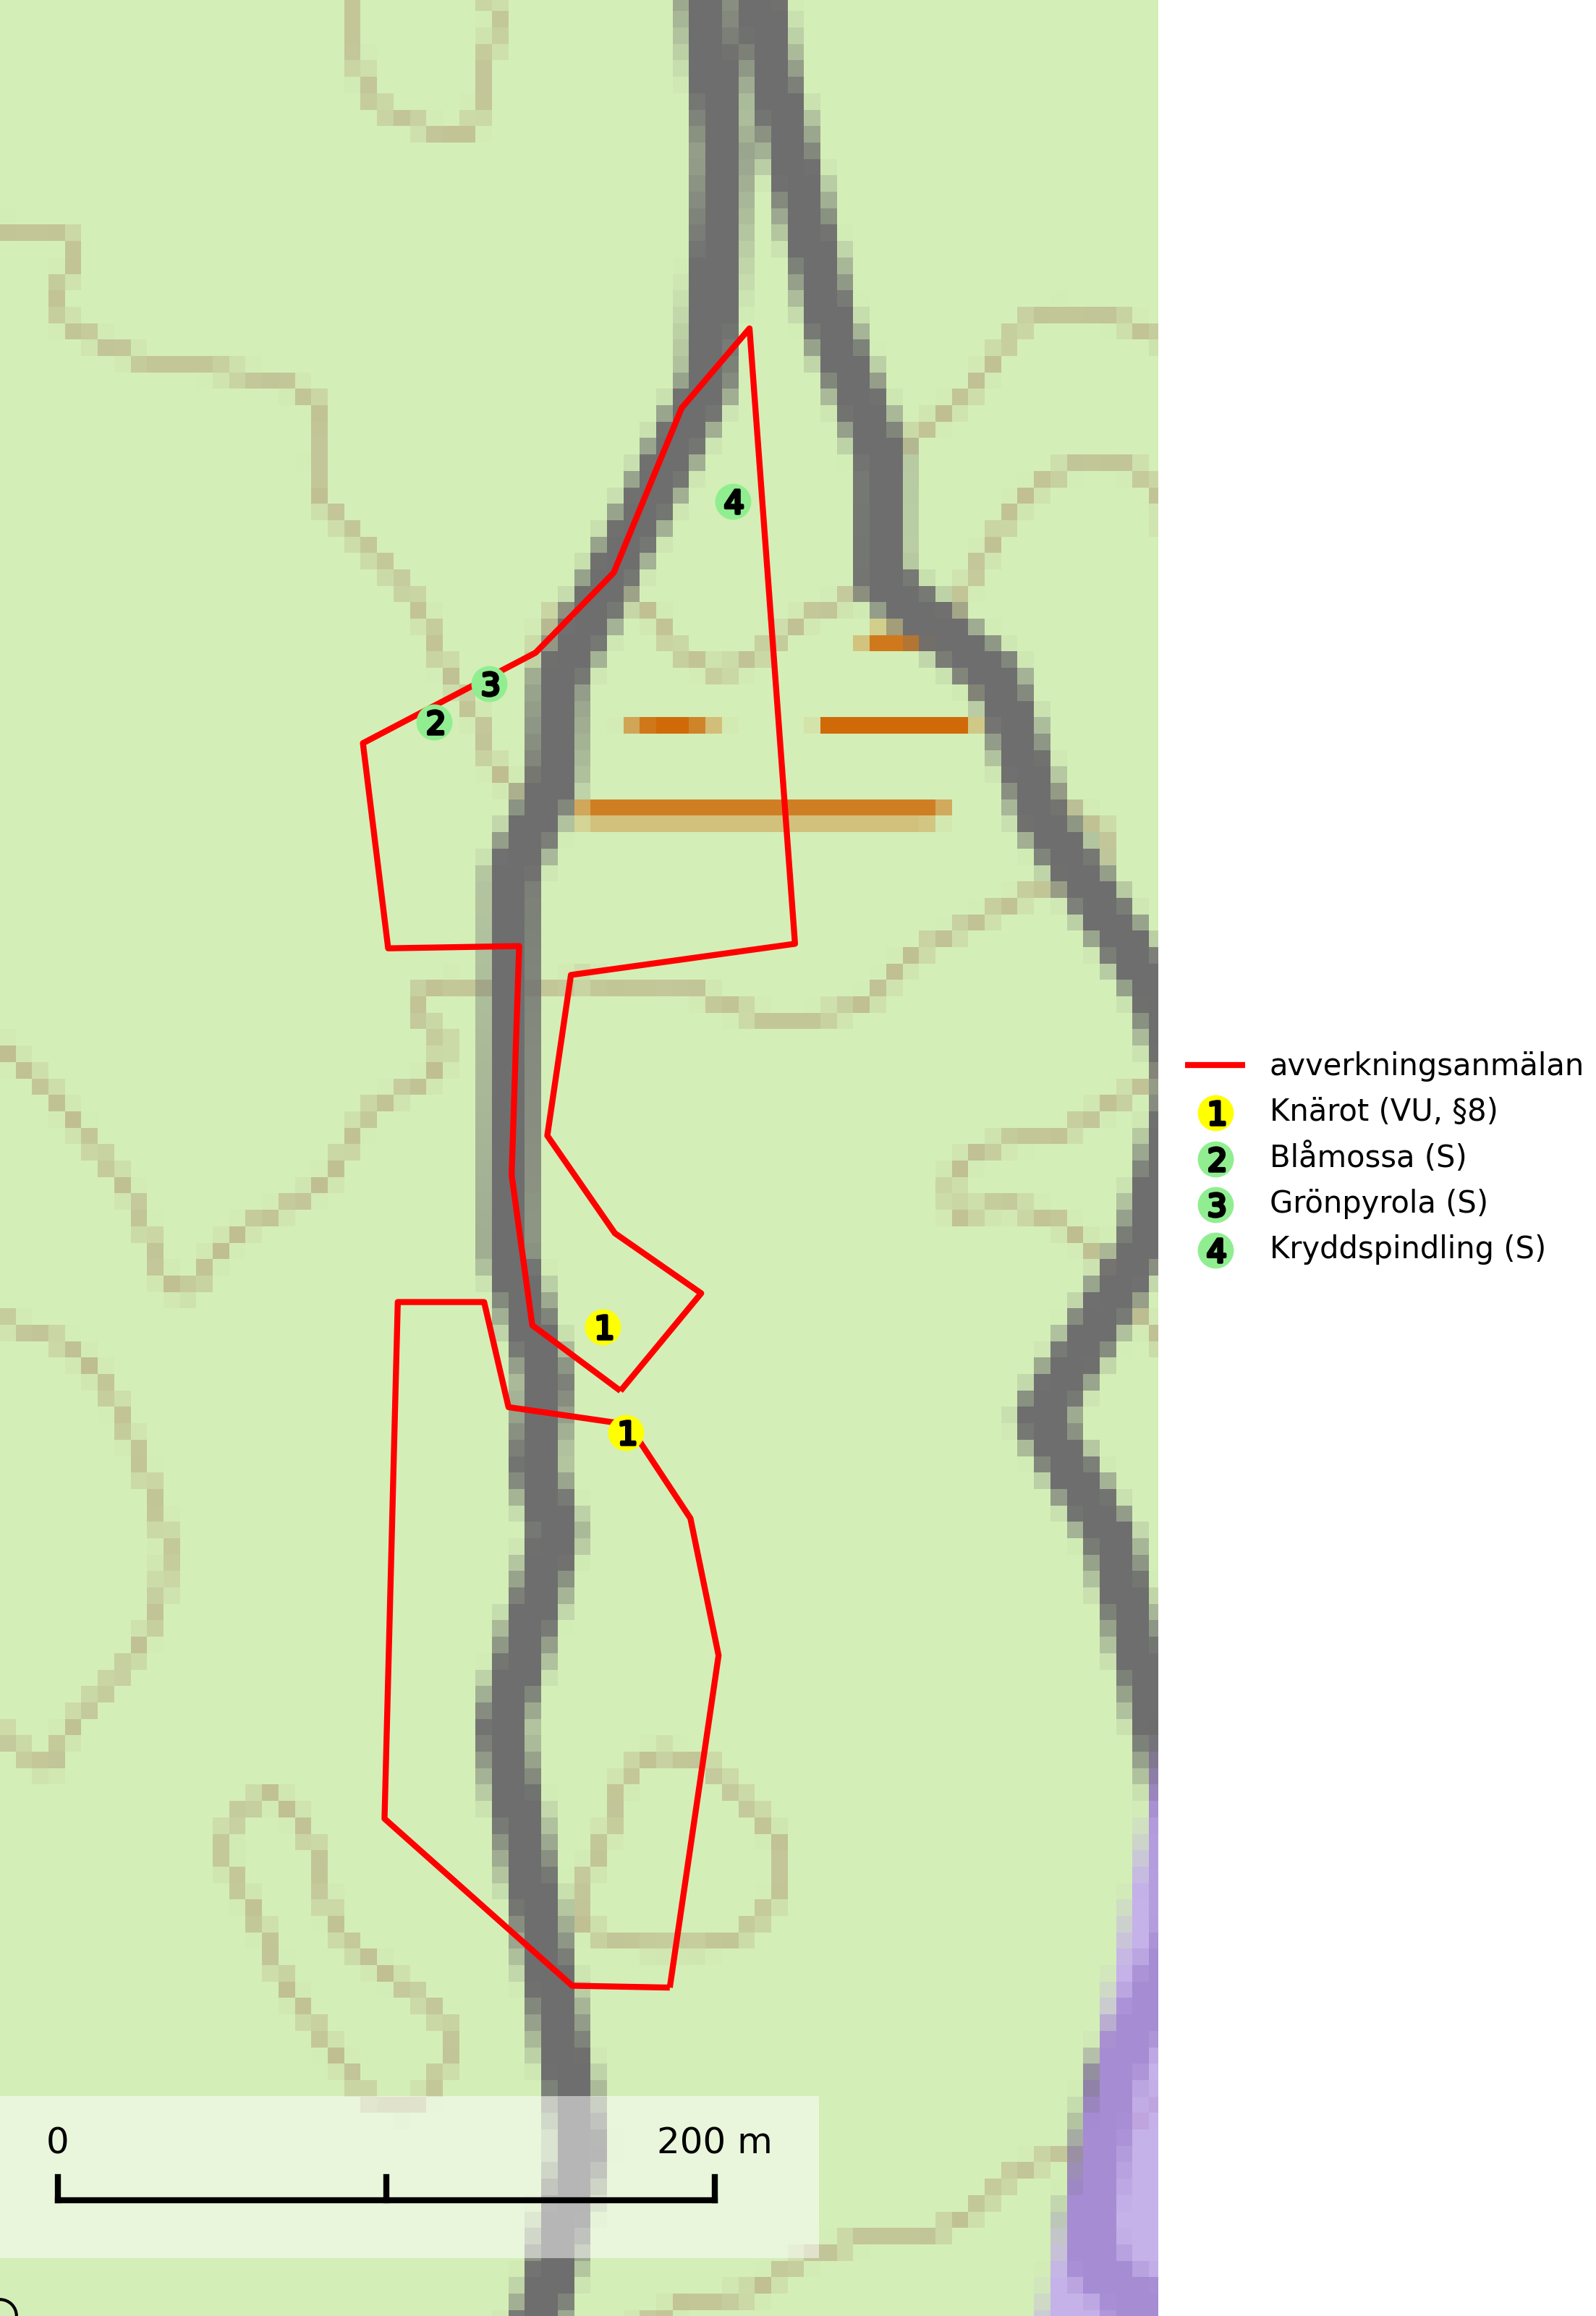 4
3
2
1
1
avverkningsanmälan
1 Knärot (VU, §8)
2 Blåmossa (S)
3 Grönpyrola (S)
4 Kryddspindling (S)
0 200 m